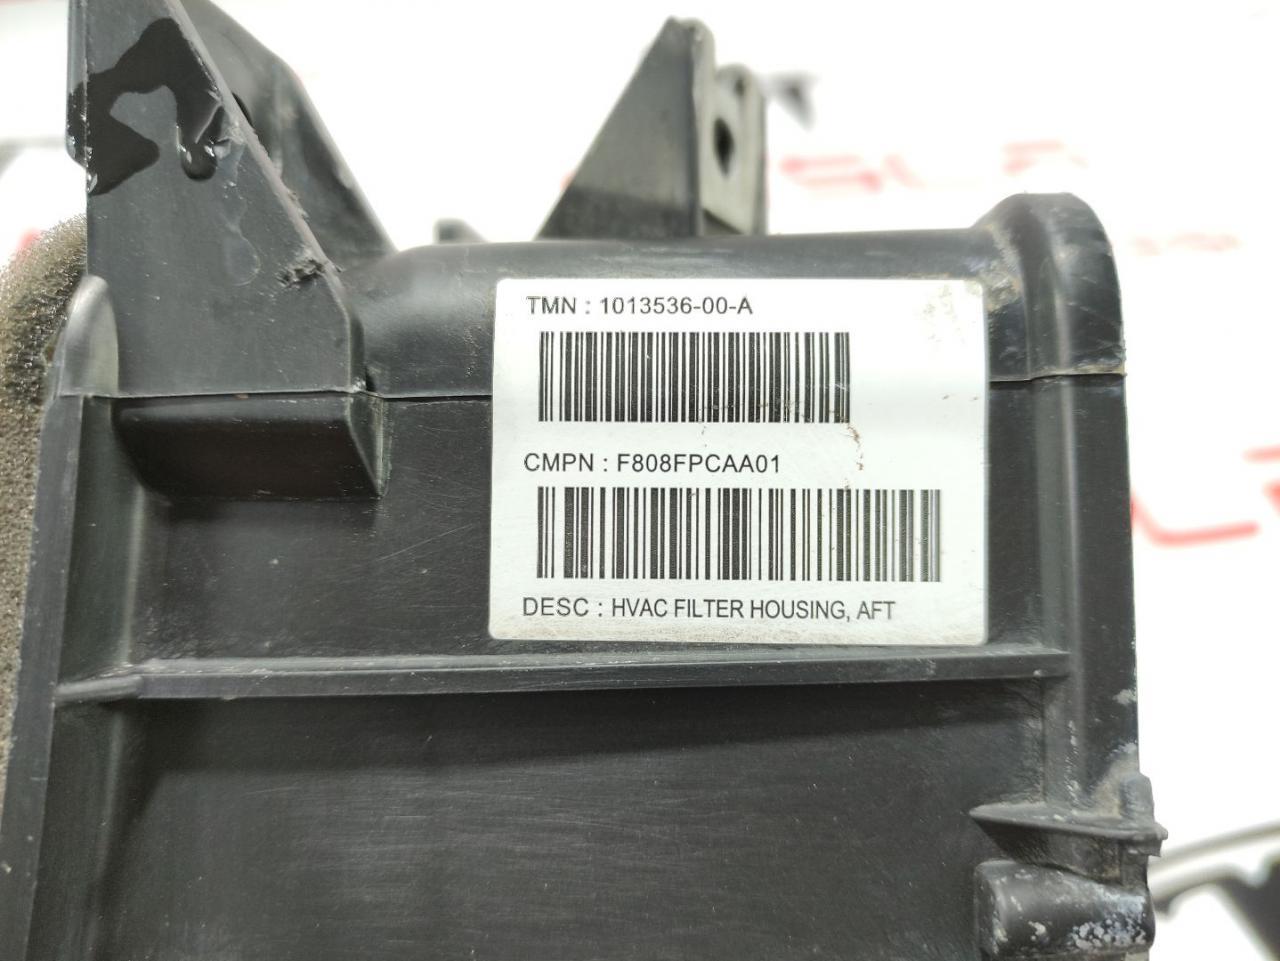 TMN : 1013536-00-A
CMPN : F808FPCAA01
DESC : HVAC FILTER HOUSING, AFT